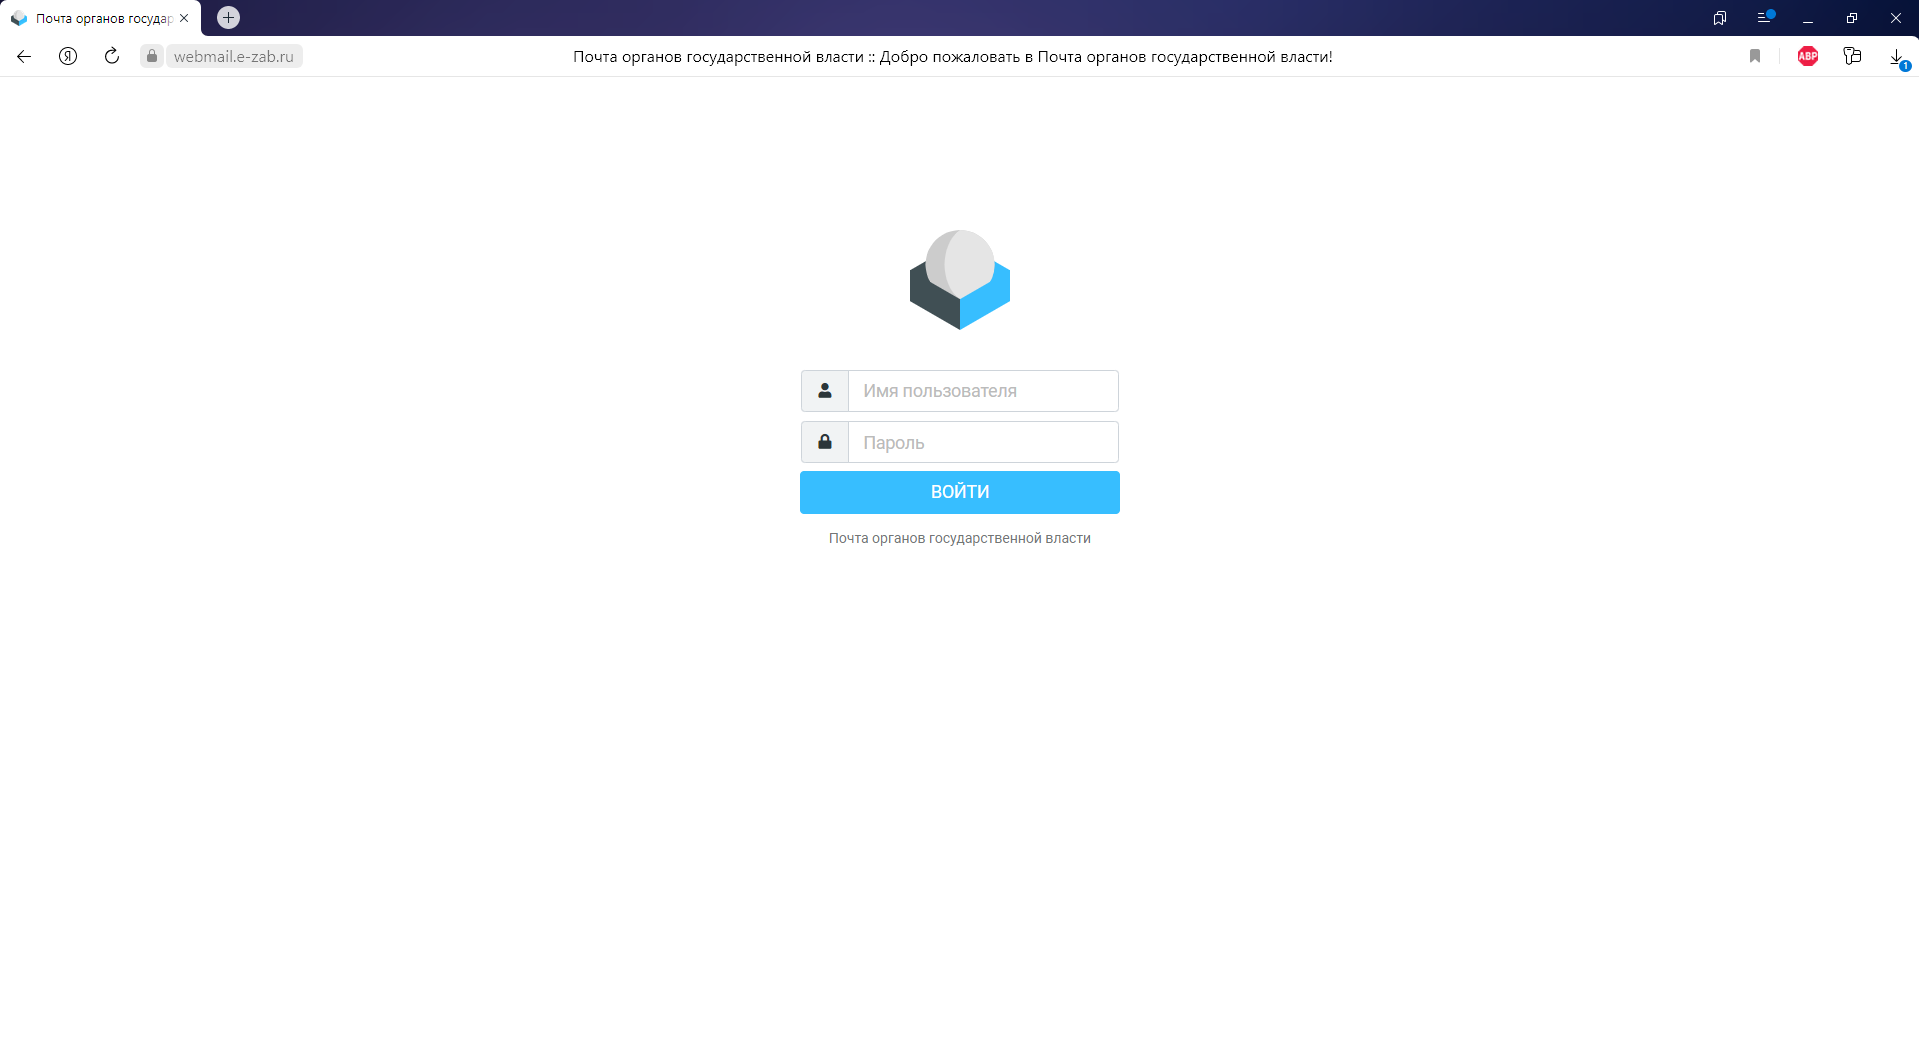 Почта органов государ
Я
webmail.e-zab.ru
Почта органов государственной власти :: Добро пожаловать в Почта органов государственной власти!
ABP
1
Имя пользователя
Пароль
ВОЙТИ
Почта органов государственной власти